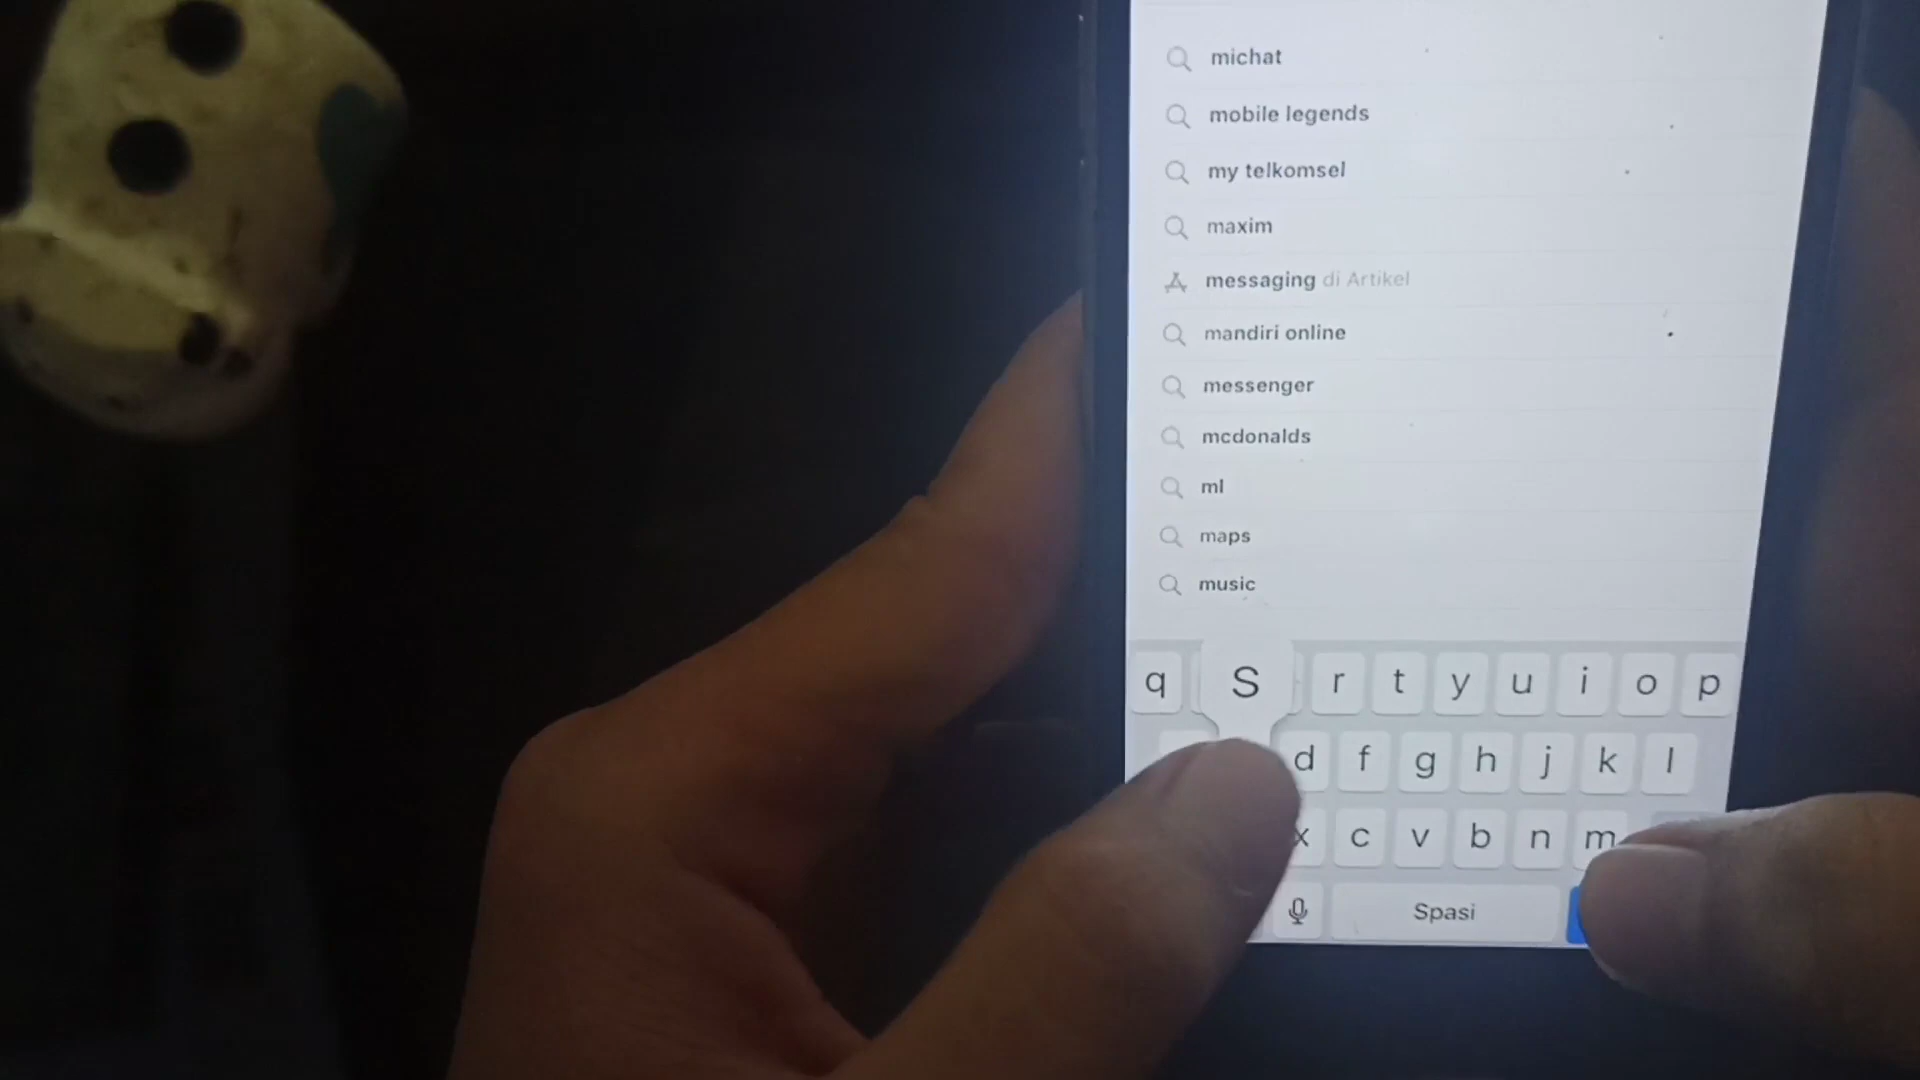 michat
mobile legends
my telkomsel
maxim
messaging di Artikel
mandiri online
messenger
mcdonalds
ml
maps
music
q S r t y u i o p
d f g h j k l
x c v b n m
Spasi